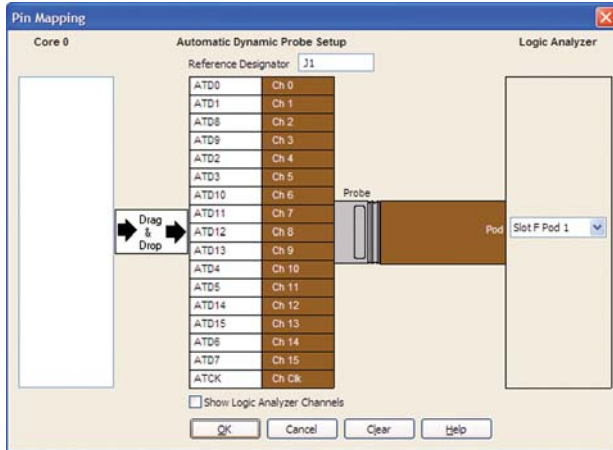 Pin Mapping
Core 0
Automatic Dynamic Probe Setup
Logic Analyzer
Reference Designator J1
ATD0 Ch 0
ATD1 Ch 1
ATD8 Ch 2
ATD9 Ch 3
ATD2 Ch 4
ATD3 Ch 5
ATD10 Ch 6
ATD11 Ch 7
ATD12 Ch 8
ATD13 Ch 9
ATD4 Ch 10
ATD5 Ch 11
ATD14 Ch 12
ATD15 Ch 13
ATD6 Ch 14
ATD7 Ch 15
ATCK Ch Clk
Drag
&
Drop
Probe
Pod
Slot F Pod 1
Show Logic Analyzer Channels
OK
Cancel
Clear
Help